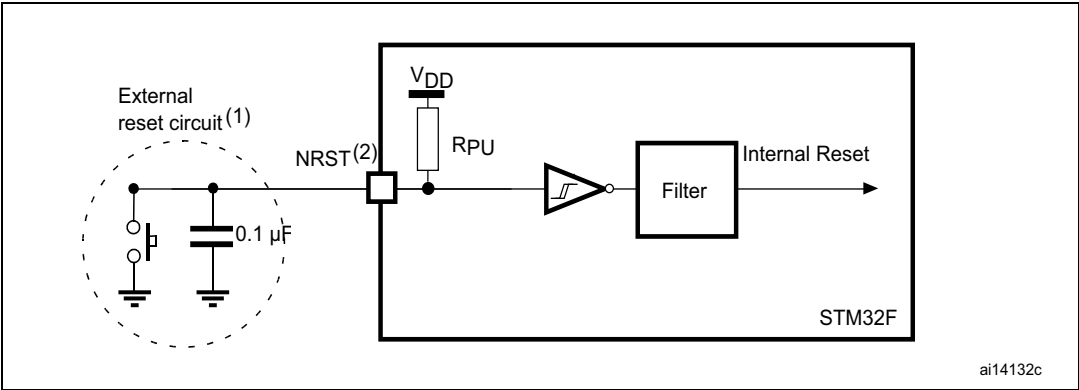 External
reset circuit(1)
VDD
RPU
NRST(2)
Internal Reset
Filter
0.1 μF
STM32F
ai14132c